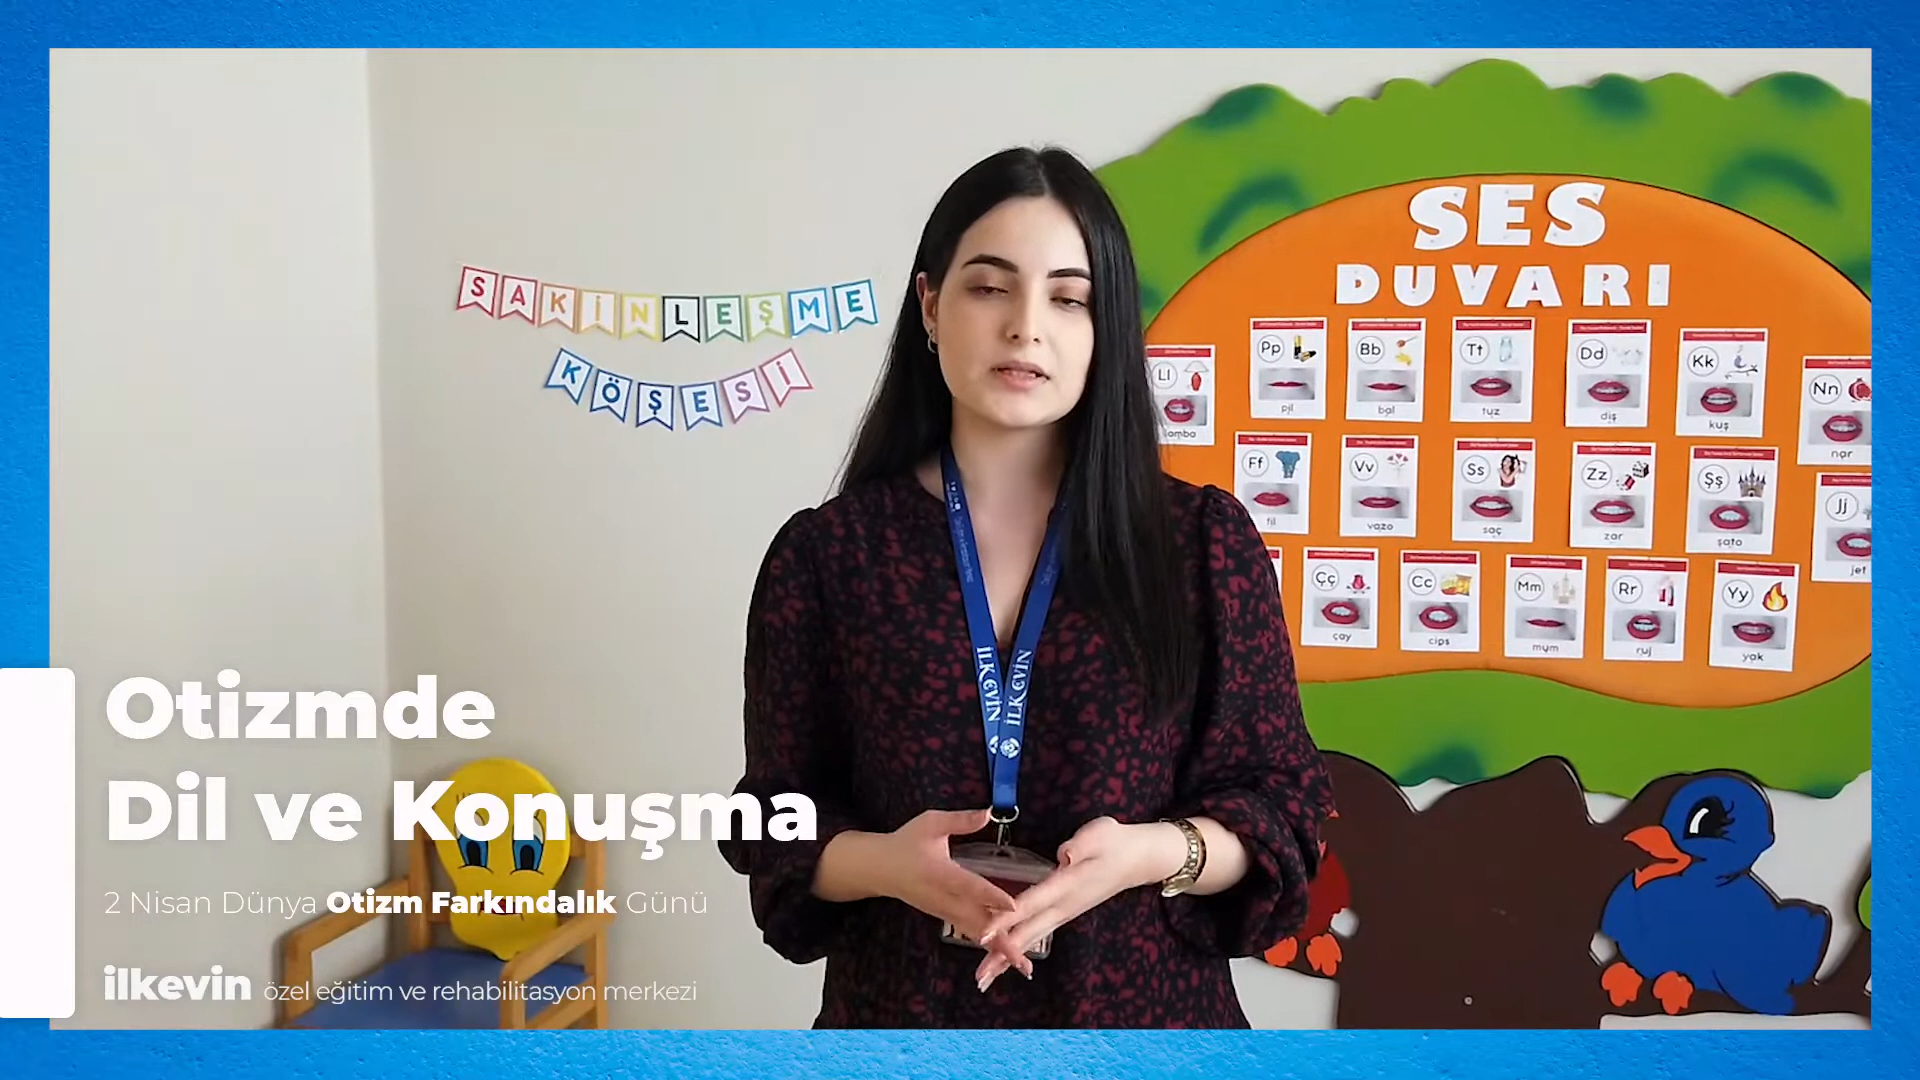 SAKİNLEŞME
KÖŞESİ
SES
DUVARI
Ll
lamba
Pp
pil
Bb
bal
Tt
tuz
Dd
diş
Kk
kuş
Nn
nar
Ff
fil
Vv
vazo
Ss
saç
Zz
zar
Şş
şato
Jj
jet
Çç
çay
Cc
cips
Mm
mum
Rr
ruj
Yy
yak
İLKEVİN
İLKEVİN
Otizmde
Dil ve Konuşma
2 Nisan Dünya Otizm Farkındalık Günü
ilkevin özel eğitim ve rehabilitasyon merkezi